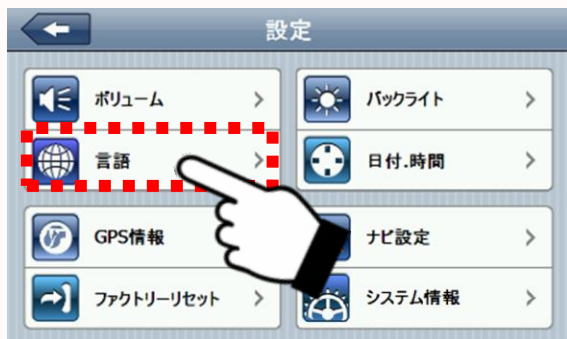 設定
ボリューム
バックライト
言語
日付.時間
GPS情報
ナビ設定
ファクトリーリセット
システム情報